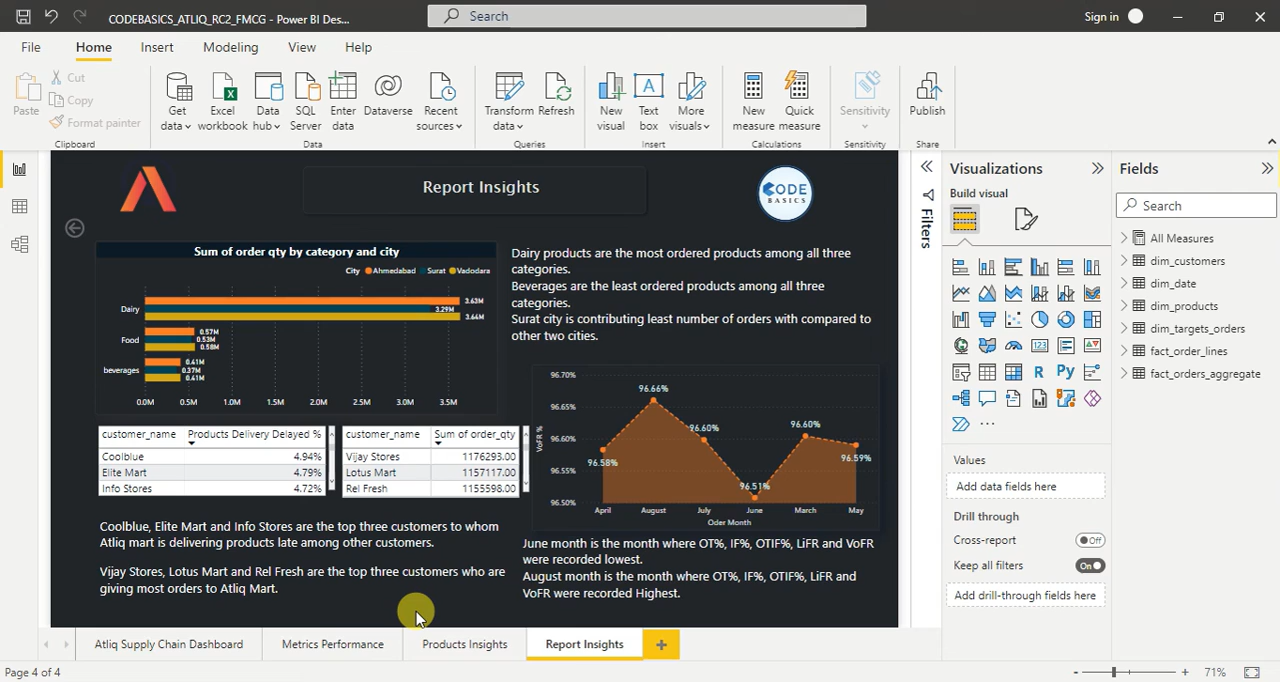 CODEBASICS_ATLIQ_RC2_FMCG - Power BI Des...
Search
Sign in
File
Home
Insert
Modeling
View
Help
Paste
Cut
Copy
Format painter
Clipboard
Get data
Excel workbook
Data hub
SQL Server
Enter data
Dataverse
Recent sources
Data
Transform data
Refresh
Queries
New visual
Text box
More visuals
Insert
New measure
Quick measure
Calculations
Sensitivity
Sensitivity
Publish
Share
Report Insights
CODE
BASICS
Sum of order qty by category and city
City Ahmedabad Surat Vadodara
Dairy
3.63M
3.29M
3.64M
Food
0.57M
0.53M
0.58M
beverages
0.41M
0.37M
0.41M
0.0M 0.5M 1.0M 1.5M 2.0M 2.5M 3.0M 3.5M
Dairy products are the most ordered products among all three
categories.
Beverages are the least ordered products among all three
categories.
Surat city is contributing least number of orders with compared to
other two cities.
customer_name Products Delivery Delayed %
Coolblue 4.94%
Elite Mart 4.79%
Info Stores 4.72%
customer_name Sum of order_qty
Vijay Stores 1176293.00
Lotus Mart 1157117.00
Rel Fresh 1155598.00
96.70%
96.65%
96.60%
96.55%
96.50%
VoFR %
96.58%
96.66%
96.60%
96.51%
96.60%
96.59%
April August July June March May
Oder Month
Coolblue, Elite Mart and Info Stores are the top three customers to whom
Atliq mart is delivering products late among other customers.
Vijay Stores, Lotus Mart and Rel Fresh are the top three customers who are
giving most orders to Atliq Mart.
June month is the month where OT%, IF%, OTIF%, LiFR and VoFR
were recorded lowest.
August month is the month where OT%, IF%, OTIF%, LiFR and
VoFR were recorded Highest.
Filters
Visualizations
Build visual
123
R
Py
Values
Add data fields here
Drill through
Cross-report
Off
Keep all filters
On
Add drill-through fields here
Fields
Search
All Measures
dim_customers
dim_date
dim_products
dim_targets_orders
fact_order_lines
fact_orders_aggregate
Atliq Supply Chain Dashboard
Metrics Performance
Products Insights
Report Insights
Page 4 of 4
71%